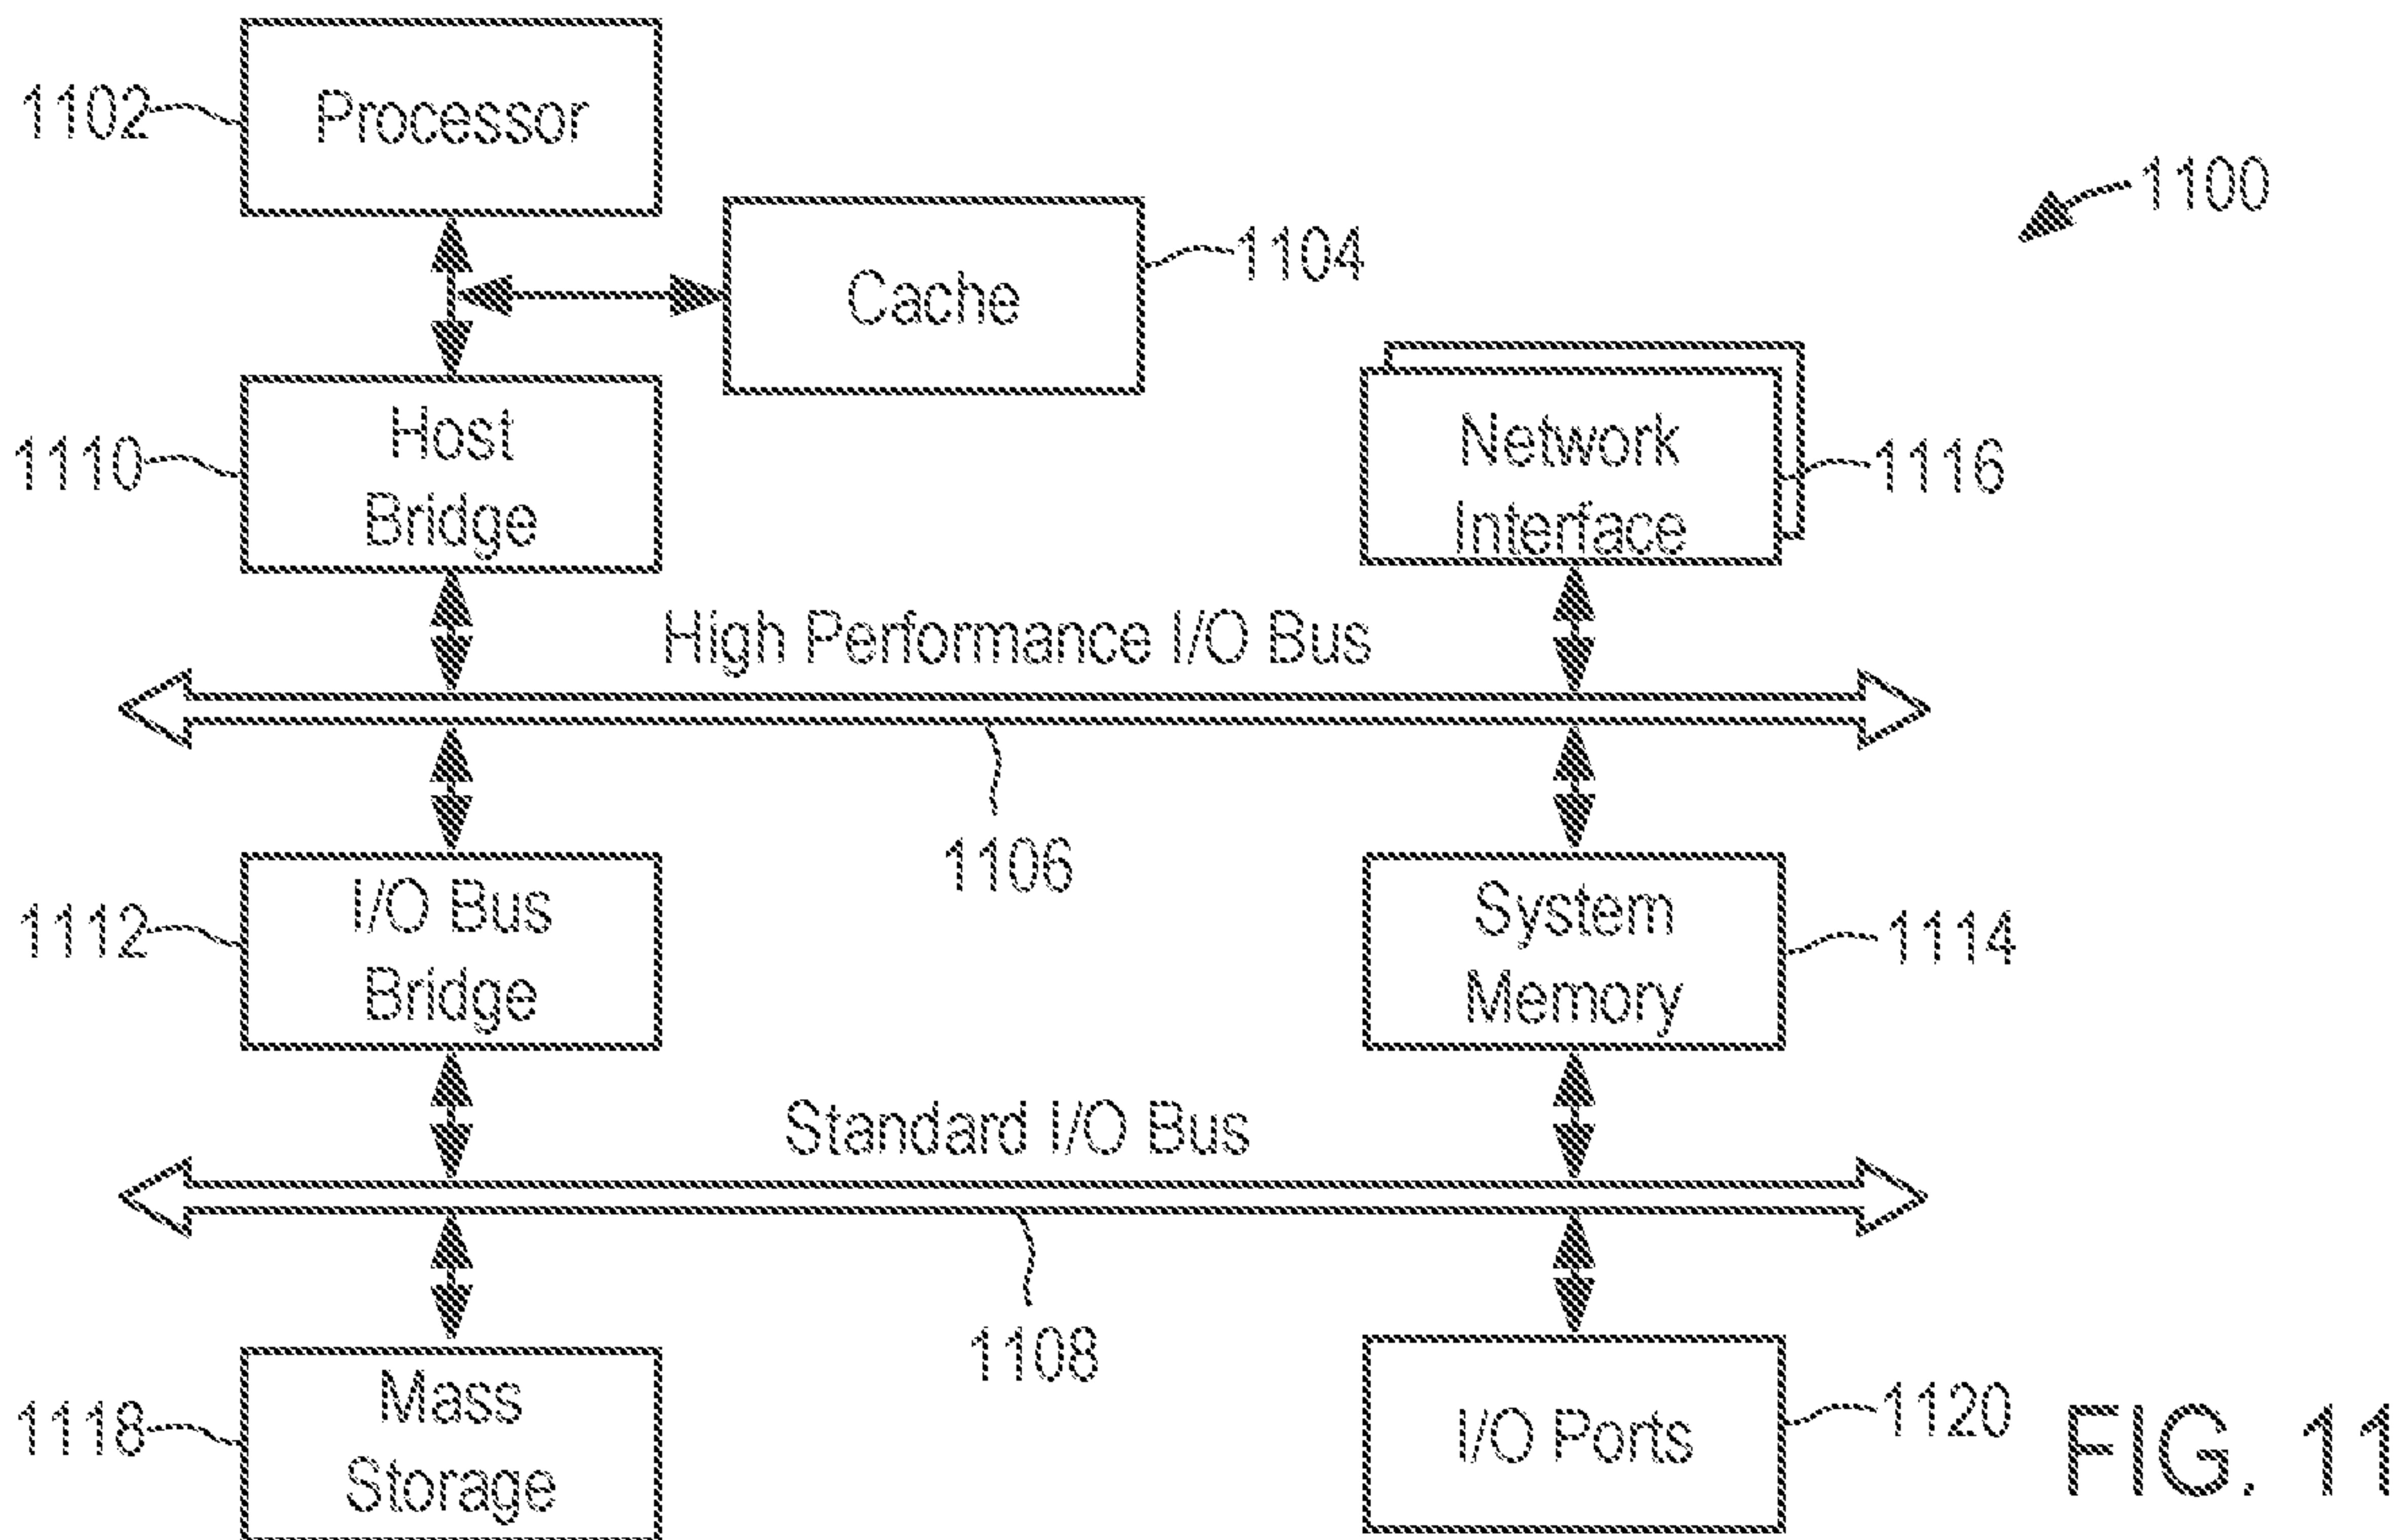 1102
Processor
1100
1104
Cache
1110
Host
Bridge
Network
Interface
1116
High Performance I/O Bus
1106
1112
I/O Bus
Bridge
System
Memory
1114
Standard I/O Bus
1108
1118
Mass
Storage
I/O Ports
1120
FIG. 11